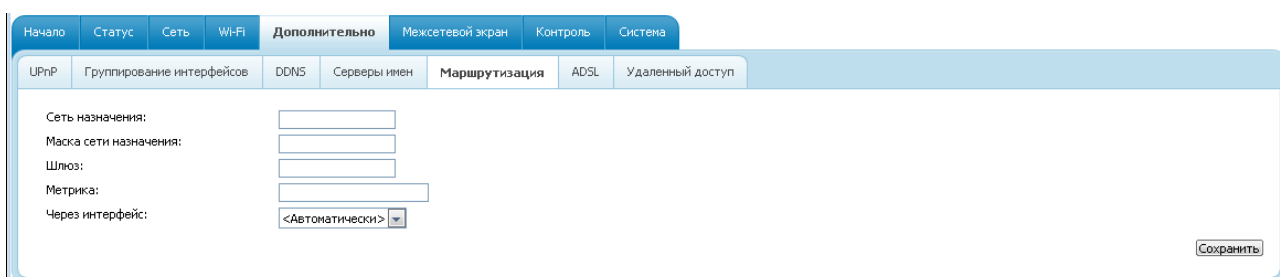 Начало Статус Сеть Wi-Fi Дополнительно Межсетевой экран Контроль Система
UPnP Группирование интерфейсов DDNS Серверы имен Маршрутизация ADSL Удаленный доступ
Сеть назначения:
Маска сети назначения:
Шлюз:
Метрика:
Через интерфейс: <Автоматически>
Сохранить